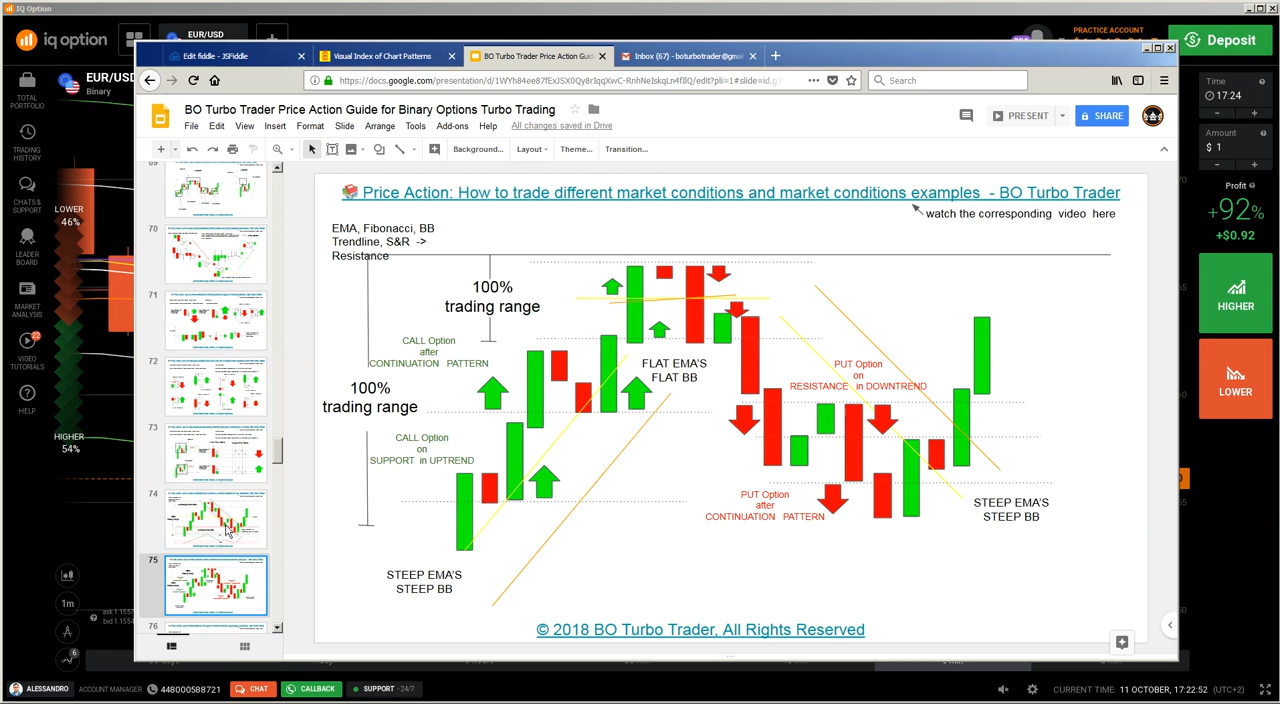 IQ Option
iq option
EUR/USD
Binary
PRACTICE ACCOUNT
Deposit
EUR/USD
Binary
TOTAL
PORTFOLIO
TRADING
HISTORY
CHATS &
SUPPORT
LEADER
BOARD
MARKET
ANALYSIS
22
VIDEO
TUTORIALS
HELP
LOWER
46%
HIGHER
54%
1m
6
ask 1.1557
Edit fiddle - JSFiddle
Visual Index of Chart Patterns
BO Turbo Trader Price Action Guide
Inbox (67) - boturbotrader@gmai
Search
BO Turbo Trader Price Action Guide for Binary Options Turbo Trading
File Edit View Insert Format Slide Arrange Tools Add-ons Help All changes saved in Drive
PRESENT
SHARE
Background... Layout Theme... Transition...
69
70
71
72
73
74
75
76
Price Action: How to trade different market conditions and market conditions examples - BO Turbo Trader
watch the corresponding video here
EMA, Fibonacci, BB
Trendline, S&R ->
Resistance
100%
trading range
CALL Option
after
CONTINUATION PATTERN
100%
trading range
CALL Option
on
SUPPORT in UPTREND
FLAT EMA'S
FLAT BB
PUT Option
on
RESISTANCE in DOWNTREND
PUT Option
after
CONTINUATION PATTERN
STEEP EMA'S
STEEP BB
STEEP EMA'S
STEEP BB
© 2018 BO Turbo Trader, All Rights Reserved
Time
17:24
Amount
$ 1
Profit
+92%
+$0.92
HIGHER
LOWER
ALESSANDRO
ACCOUNT MANAGER
448000588721
CHAT
CALLBACK
SUPPORT - 24/7
CURRENT TIME: 11 OCTOBER, 17:22:52 (UTC+2)